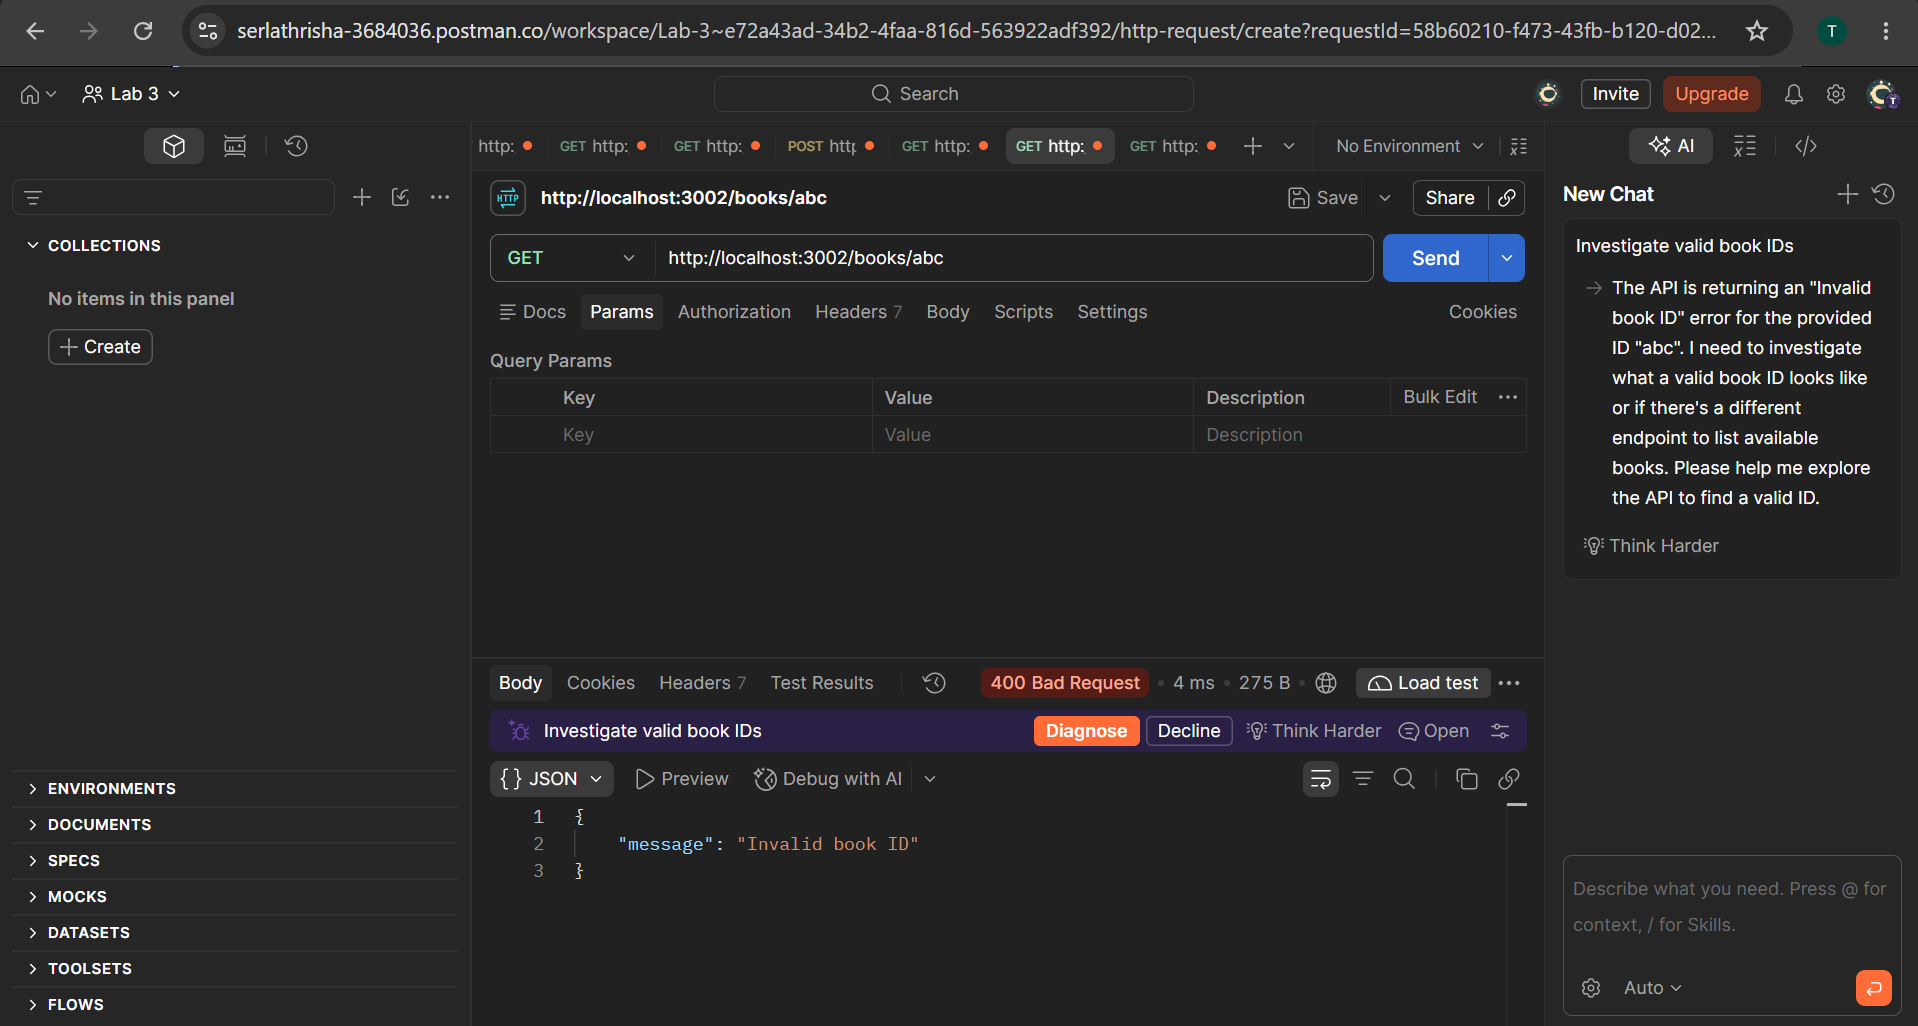 serlathrisha-3684036.postman.co/workspace/Lab-3~e72a43ad-34b2-4faa-816d-563922adf392/http-request/create?requestId=58b60210-f473-43fb-b120-d02...
T
Lab 3
Search
Invite
Upgrade
T
http:
GET http:
GET http:
POST http
GET http:
GET http:
GET http:
No Environment
AI
HTTP
http://localhost:3002/books/abc
Save
Share
New Chat
COLLECTIONS
No items in this panel
Create
GET
http://localhost:3002/books/abc
Send
Docs
Params
Authorization
Headers 7
Body
Scripts
Settings
Cookies
Query Params
Key
Value
Description
Bulk Edit
Key
Value
Description
Investigate valid book IDs
The API is returning an "Invalid
book ID" error for the provided
ID "abc". I need to investigate
what a valid book ID looks like
or if there's a different
endpoint to list available
books. Please help me explore
the API to find a valid ID.
Think Harder
Body
Cookies
Headers 7
Test Results
400 Bad Request
4 ms
275 B
Load test
Investigate valid book IDs
Diagnose
Decline
Think Harder
Open
{} JSON
Preview
Debug with AI
1 {
2 "message": "Invalid book ID"
3 }
ENVIRONMENTS
DOCUMENTS
SPECS
MOCKS
DATASETS
TOOLSETS
FLOWS
Describe what you need. Press @ for
context, / for Skills.
Auto